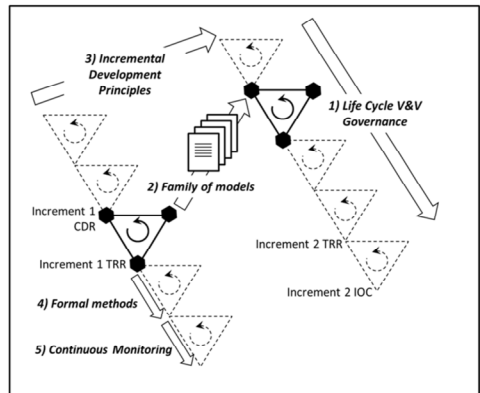 3) Incremental
Development
Principles
1) Life Cycle V&V
Governance
2) Family of models
Increment 1
CDR
Increment 1 TRR
Increment 2 TRR
Increment 2 IOC
4) Formal methods
5) Continuous Monitoring